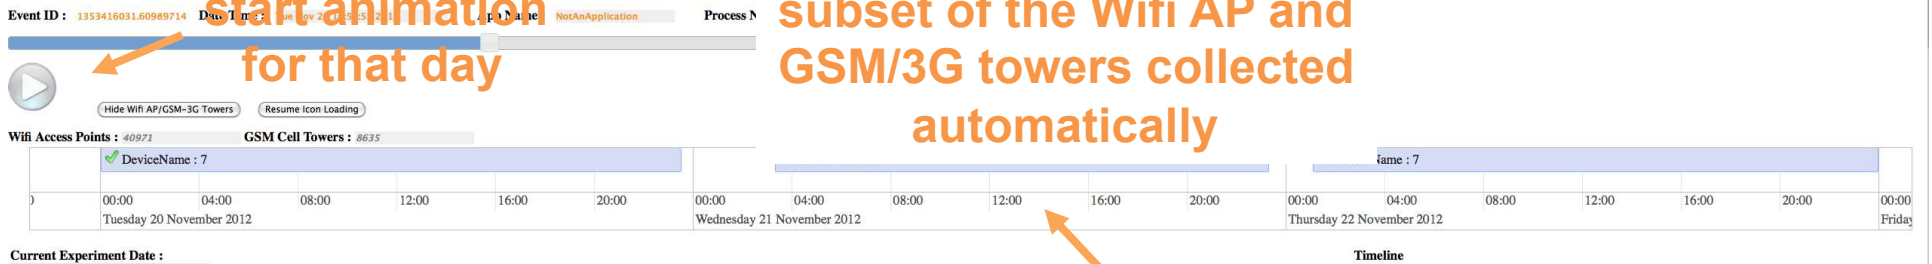 Event ID : 1353416031.60989714 Name NotAnApplication Process
start animation
for that day
subset of the Wifi AP and
GSM/3G towers collected
automatically
Hide Wifi AP/GSM-3G Towers Resume Icon Loading
Wifi Access Points : 40971 GSM Cell Towers : 8635
DeviceName : 7 Name : 7
00:00 04:00 08:00 12:00 16:00 20:00 00:00 04:00 08:00 12:00 16:00 20:00 00:00 04:00 08:00 12:00 16:00 20:00 00:00
Tuesday 20 November 2012 Wednesday 21 November 2012 Thursday 22 November 2012 Friday
Current Experiment Date : Timeline